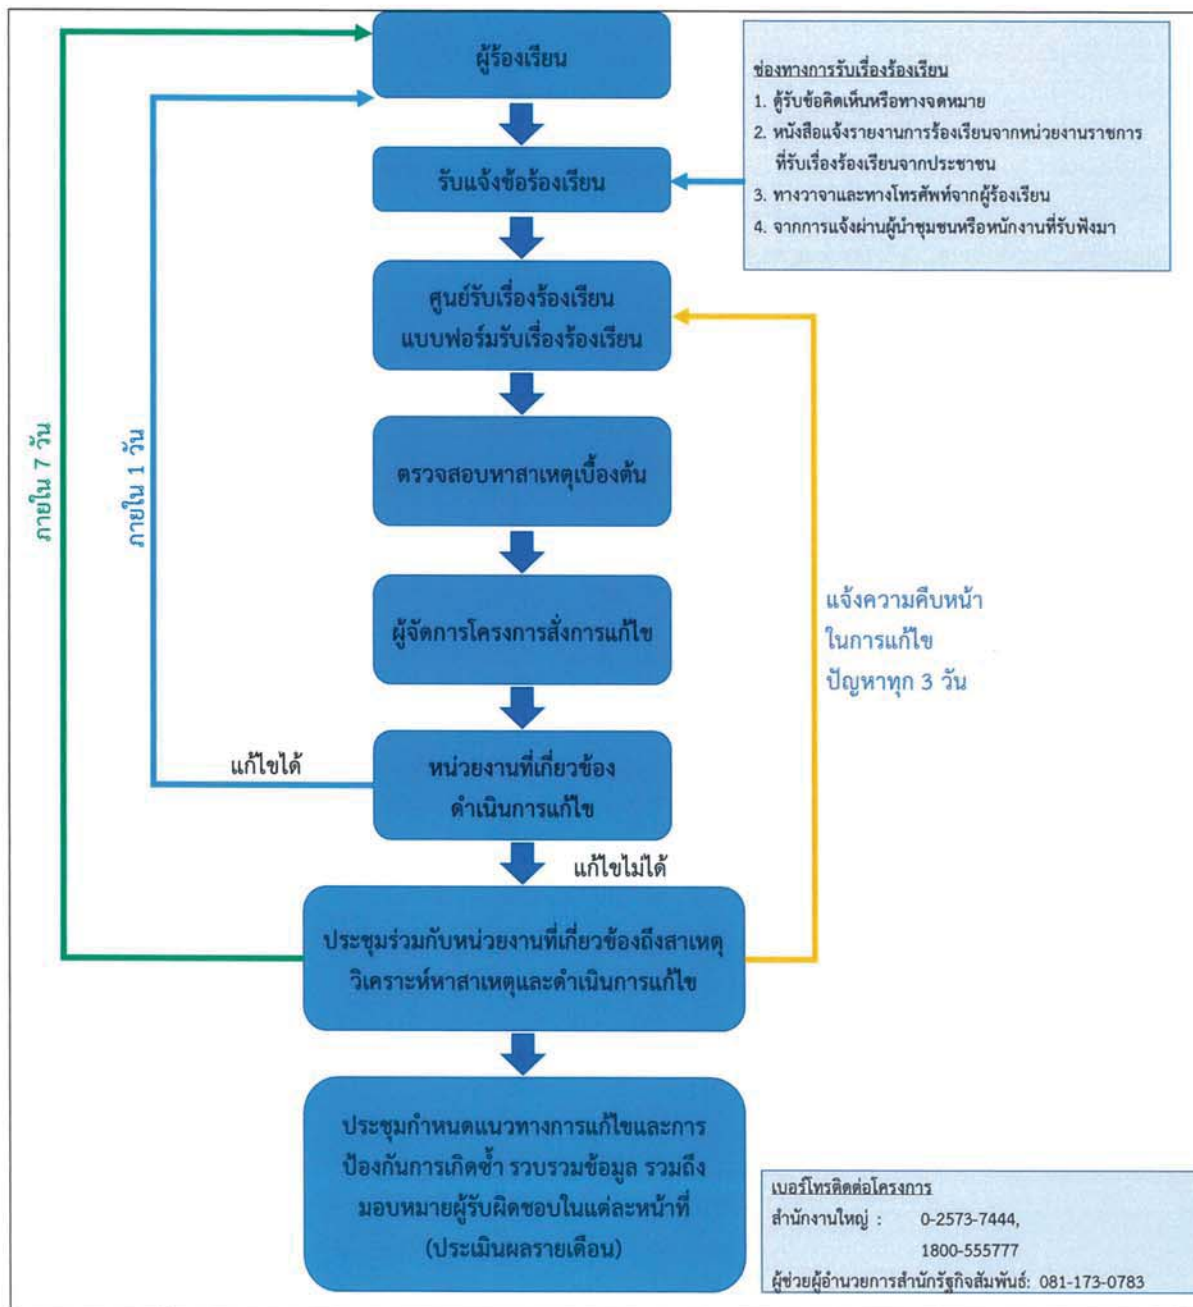 ผู้ร้องเรียน
ช่องทางการรับเรื่องร้องเรียน
1. ตู้รับข้อคิดเห็นหรือทางจดหมาย
2. หนังสือแจ้งรายงานการร้องเรียนจากหน่วยงานราชการ
ที่รับเรื่องร้องเรียนจากประชาชน
3. ทางวาจาและทางโทรศัพท์จากผู้ร้องเรียน
4. จากการแจ้งผ่านผู้นำชุมชนหรือหนักงานที่รับฟังมา
รับแจ้งข้อร้องเรียน
ศูนย์รับเรื่องร้องเรียน
แบบฟอร์มรับเรื่องร้องเรียน
ตรวจสอบหาสาเหตุเบื้องต้น
ภายใน 7 วัน
ภายใน 1 วัน
ผู้จัดการโครงการสั่งการแก้ไข
แจ้งความคืบหน้า
ในการแก้ไข
ปัญหาทุก 3 วัน
หน่วยงานที่เกี่ยวข้อง
ดำเนินการแก้ไข
แก้ไขได้
แก้ไขไม่ได้
ประชุมร่วมกับหน่วยงานที่เกี่ยวข้องถึงสาเหตุ
วิเคราะห์หาสาเหตุและดำเนินการแก้ไข
ประชุมกำหนดแนวทางการแก้ไขและการ
ป้องกันการเกิดซ้ำ รวบรวมข้อมูล รวมถึง
มอบหมายผู้รับผิดชอบในแต่ละหน้าที่
(ประเมินผลรายเดือน)
เบอร์โทรติดต่อโครงการ
สำนักงานใหญ่ : 0-2573-7444,
1800-555777
ผู้ช่วยผู้อำนวยการสำนักรัฐกิจสัมพันธ์: 081-173-0783